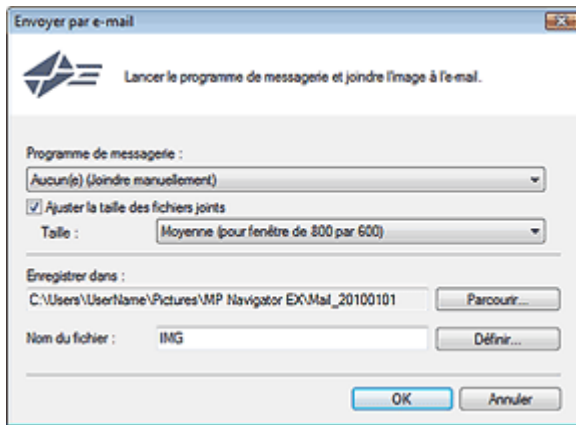 Envoyer par e-mail
Lancer le programme de messagerie et joindre l'image à l'e-mail.
Programme de messagerie :
Aucun(e) (Joindre manuellement)
Ajuster la taille des fichiers joints
Taille : Moyenne (pour fenêtre de 800 par 600)
Enregistrer dans :
C:\Users\UserName\Pictures\MP Navigator EX\Mail_20100101 Parcourir...
Nom du fichier : IMG Définir...
OK Annuler